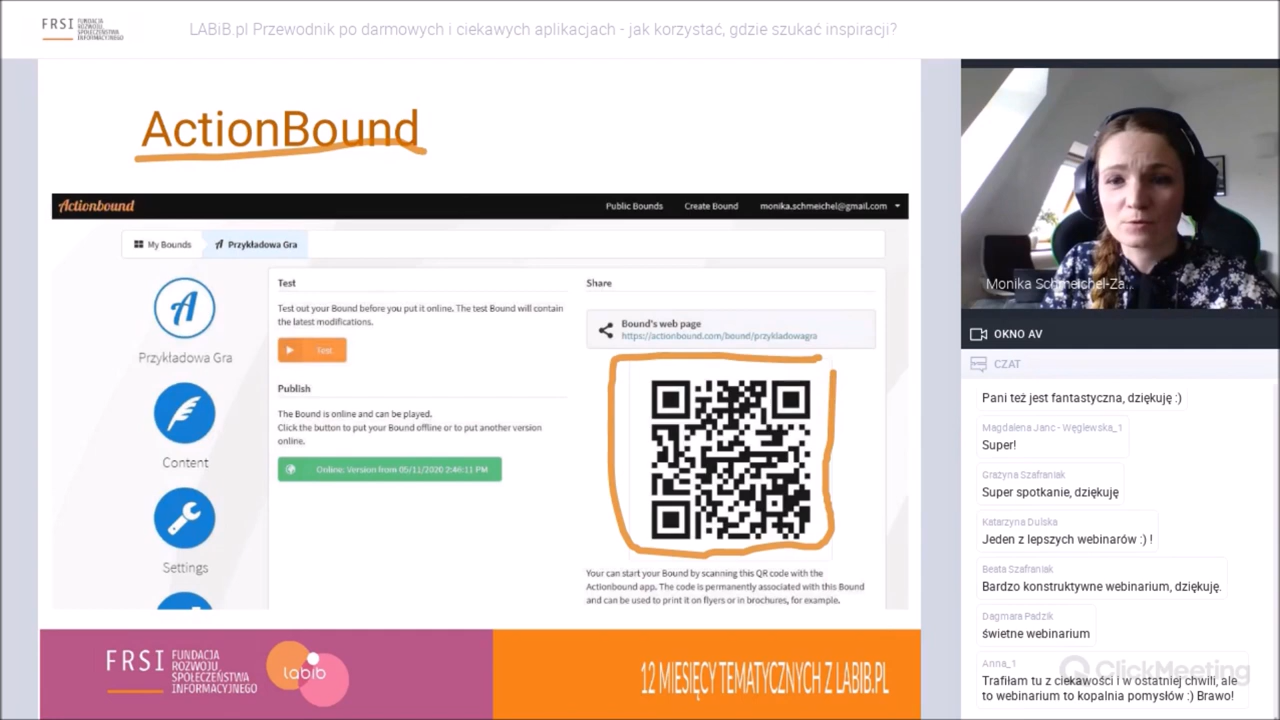 FRSI FUNDACJA
ROZWOJU
SPOŁECZEŃSTWA
INFORMACYJNEGO
LABiB.pl Przewodnik po darmowych i ciekawych aplikacjach - jak korzystać, gdzie szukać inspiracji?
ActionBound
Actionbound
Public Bounds
Create Bound
monika.schmeichel@gmail.com
My Bounds
Przykładowa Gra
Przykładowa Gra
Content
Settings
Test
Test out your Bound before you put it online. The test Bound will contain
the latest modifications.
Test
Publish
The Bound is online and can be played.
Click the button to put your Bound offline or to put another version
online.
Online: Version from 05/11/2020 2:46:11 PM
Share
Bound's web page
https://actionbound.com/bound/przykladowagra
Your can start your Bound by scanning this QR code with the
Actionbound app. The code is permanently associated with this Bound
and can be used to print it on flyers or in brochures, for example.
FRSI FUNDACJA
ROZWOJU
SPOŁECZEŃSTWA
INFORMACYJNEGO
labib
12 MIESIĘCY TEMATYCZNYCH Z LABIB.PL
Monika Schmeichel-Za...
OKNO AV
CZAT
Pani też jest fantastyczna, dziękuję :)
Magdalena Janc - Węglewska_1
Super!
Grażyna Szafraniak
Super spotkanie, dziękuję
Katarzyna Dulska
Jeden z lepszych webinarów :) !
Beata Szafraniak
Bardzo konstruktywne webinarium, dziękuję.
Dagmara Padzik
świetne webinarium
Anna_1
Trafiłam tu z ciekawości i w ostatniej chwili, ale
to webinarium to kopalnia pomysłów :) Brawo!
ClickMeeting